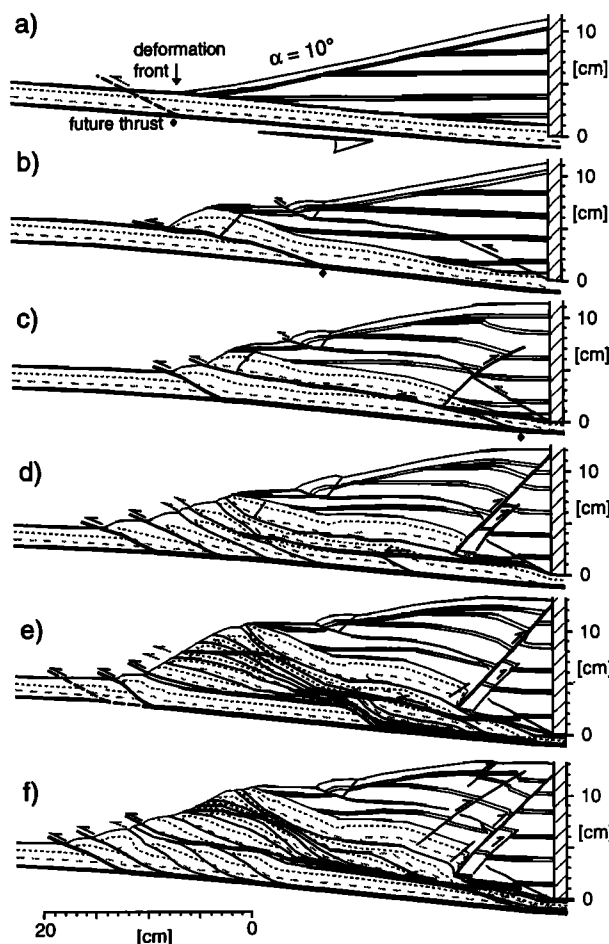 a)
deformation
front
α = 10°
future thrust
10
[cm]
0
b)
10
[cm]
0
c)
10
[cm]
0
d)
10
[cm]
0
e)
10
[cm]
0
f)
10
[cm]
0
20
0
[cm]